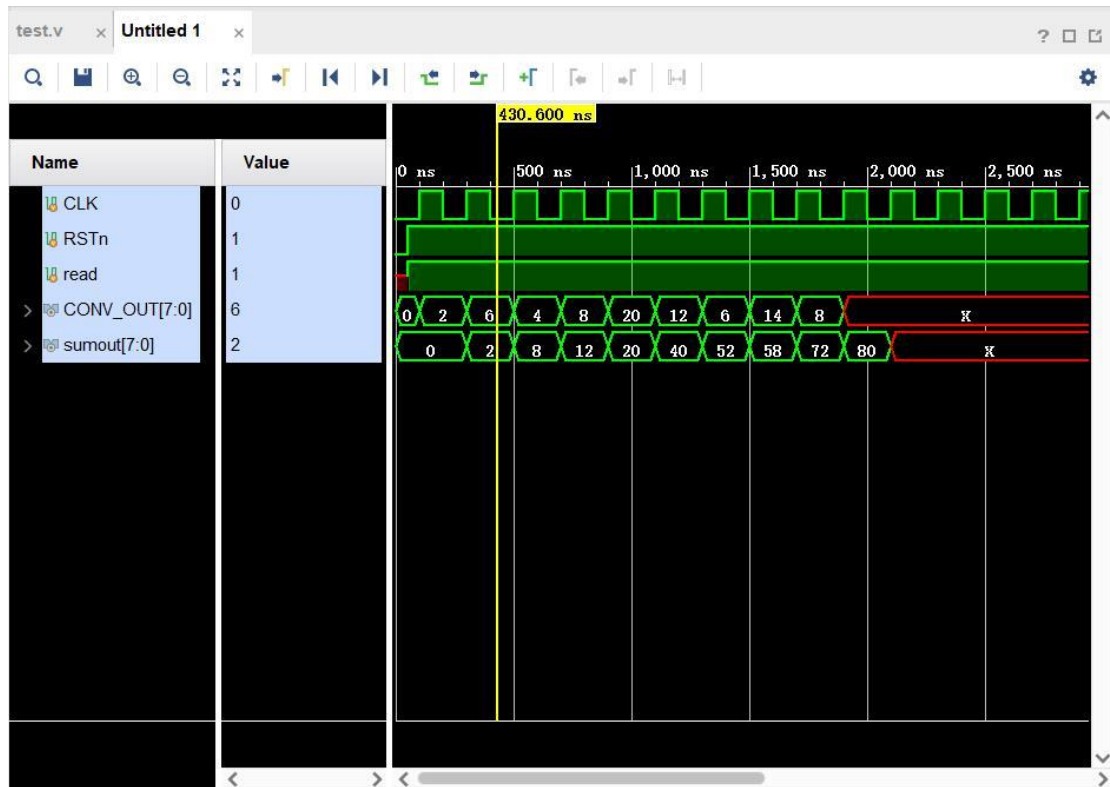 test.v × Untitled 1 ×
?
430.600 ns
Name Value
0 ns 500 ns 1,000 ns 1,500 ns 2,000 ns 2,500 ns
CLK 0
RSTn 1
read 1
CONV_OUT[7:0] 6 0 2 6 4 8 20 12 6 14 8 X
sumout[7:0] 2 0 2 8 12 20 40 52 58 72 80 X